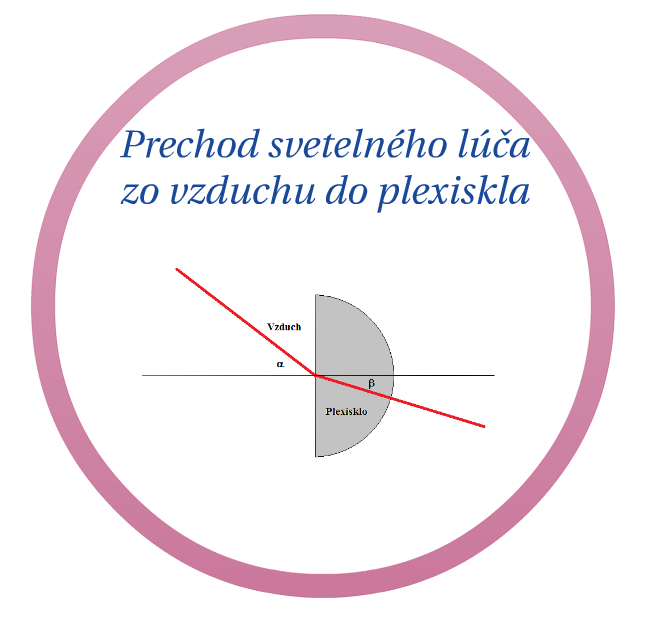 Prechod svetelného lúča
zo vzduchu do plexiskla
Vzduch
α
β
Plexisklo